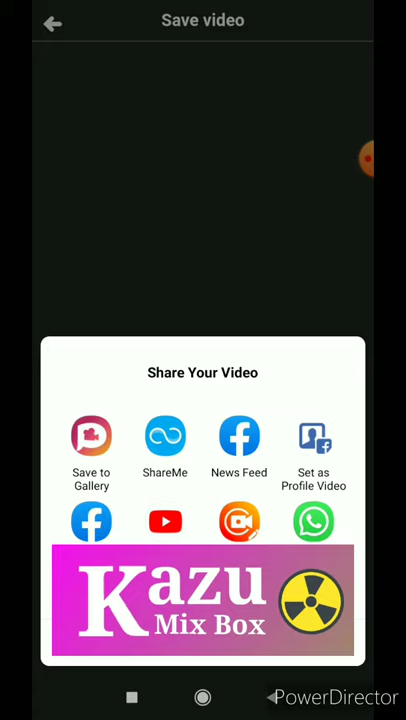 Save video
Share Your Video
Save to
Gallery
ShareMe
News Feed
Set as
Profile Video
Kazu
Mix Box
PowerDirector